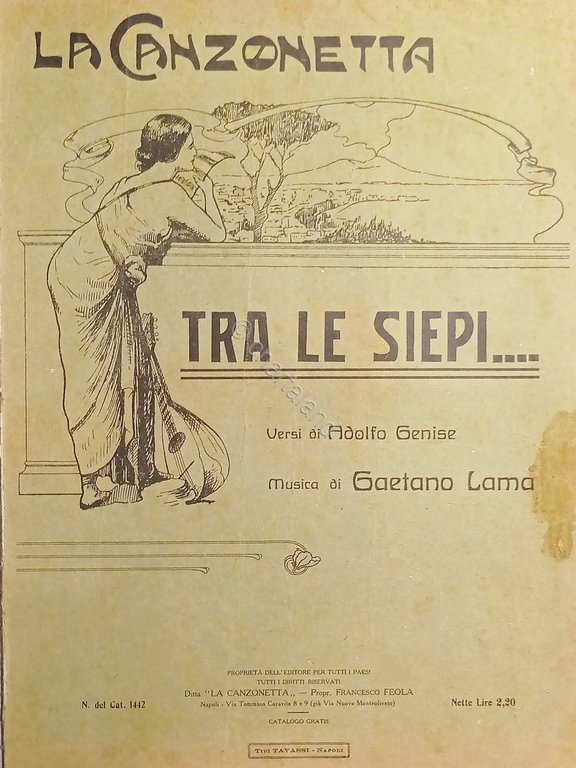 LA CANZONETTA
TRA LE SIEPI....
Versi di Adolfo Genise
Musica di Gaetano Lama
PROPRIETÀ DELL'EDITORE PER TUTTI I PAESI
TUTTI I DIRITTI RISERVATI
Ditta "LA CANZONETTA„ — Propr. FRANCESCO FEOLA
N. del Cat. 1442
Napoli - Via Tommaso Caravita 8 e 9 (già Via Nuova Monteoliveto)
Nette Lire 2,20
CATALOGO GRATIS
TIPI TAVASSI - NAPOLI